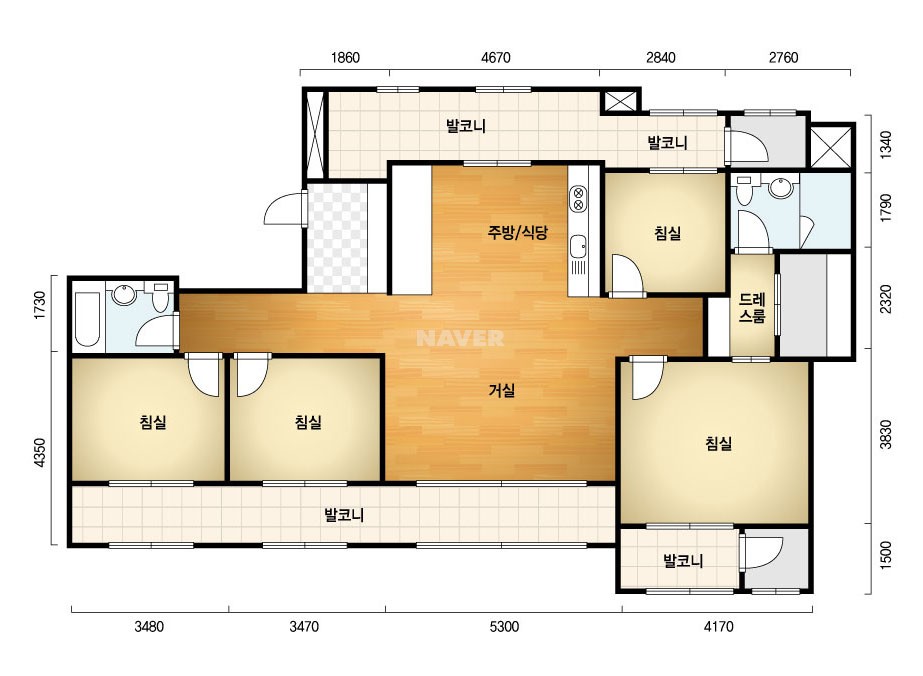 1860 4670 2840 2760
발코니
발코니
1340
1790
주방/식당
침실
2320
드레
스룸
1730
NAVER
거실
침실
침실
침실
3830
4350
발코니
발코니
1500
3480 3470 5300 4170